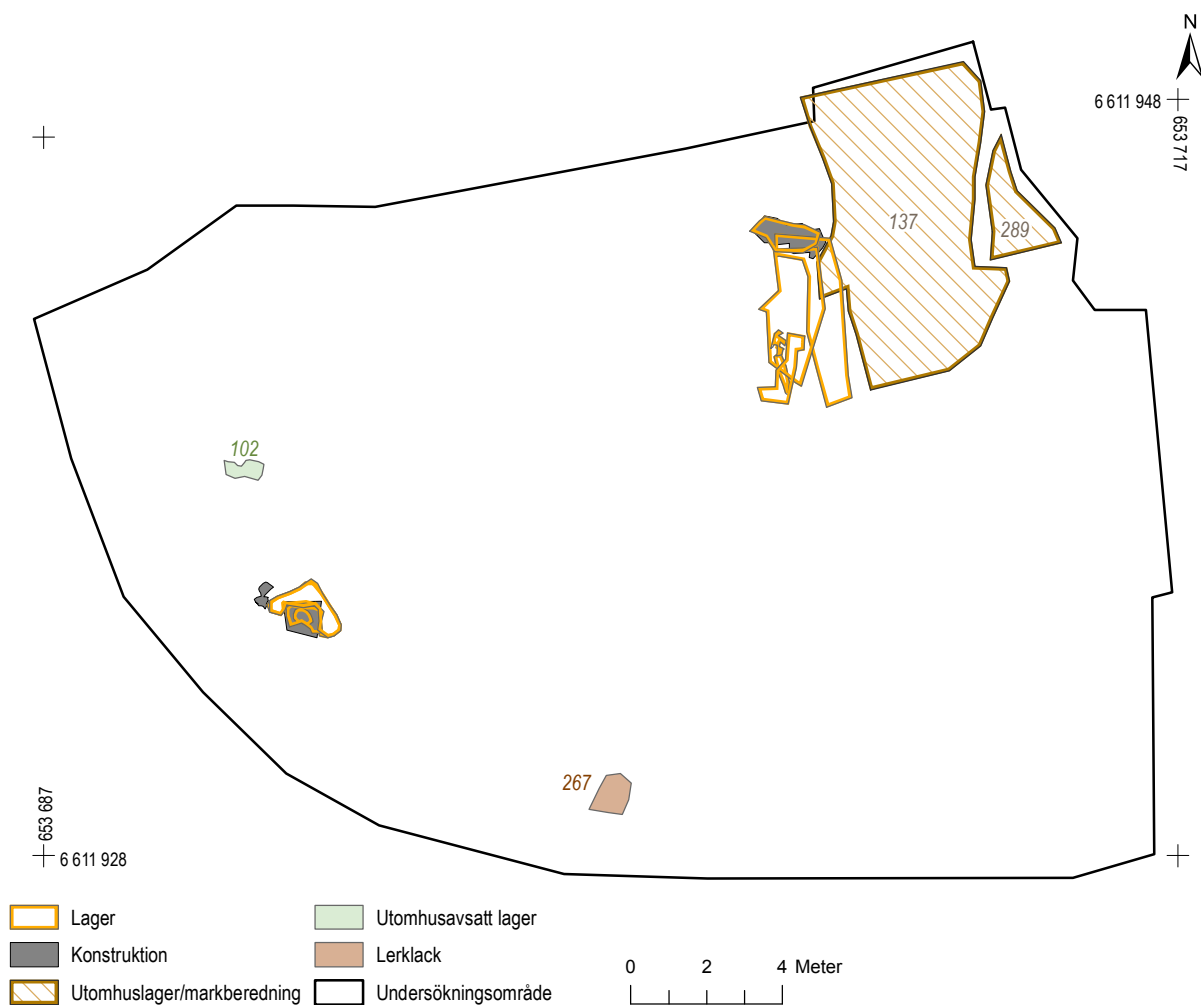 N
6 611 948
653 717
137
289
102
267
653 687
6 611 928
Lager
Konstruktion
Utomhuslager/markberedning
Utomhusavsatt lager
Lerklack
Undersökningsområde
0 2 4 Meter